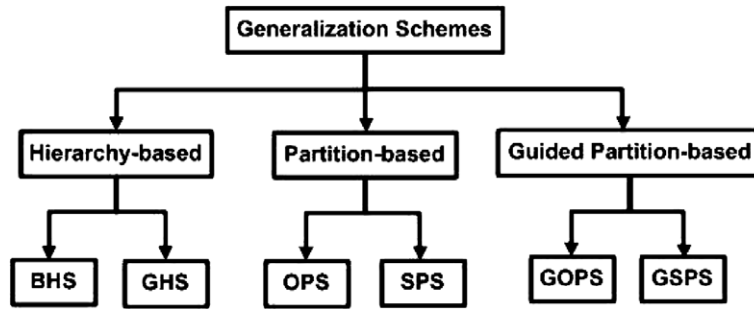 Generalization Schemes
Hierarchy-based
Partition-based
Guided Partition-based
BHS
GHS
OPS
SPS
GOPS
GSPS